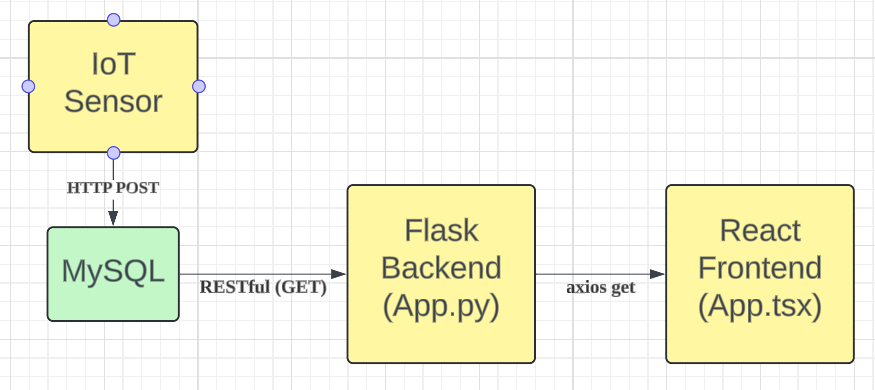 IoT
Sensor
HTTP POST
MySQL
RESTful (GET)
Flask
Backend
(App.py)
axios get
React
Frontend
(App.tsx)